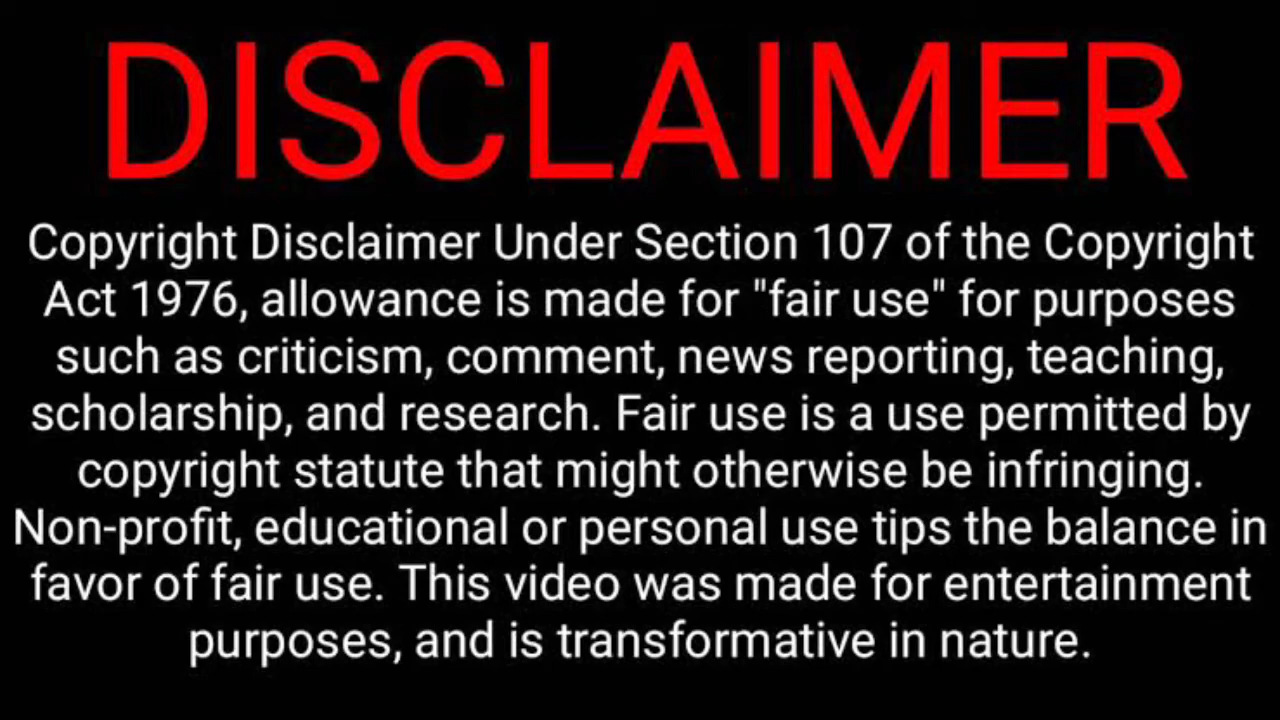 DISCLAIMER
Copyright Disclaimer Under Section 107 of the Copyright
Act 1976, allowance is made for "fair use" for purposes
such as criticism, comment, news reporting, teaching,
scholarship, and research. Fair use is a use permitted by
copyright statute that might otherwise be infringing.
Non-profit, educational or personal use tips the balance in
favor of fair use. This video was made for entertainment
purposes, and is transformative in nature.